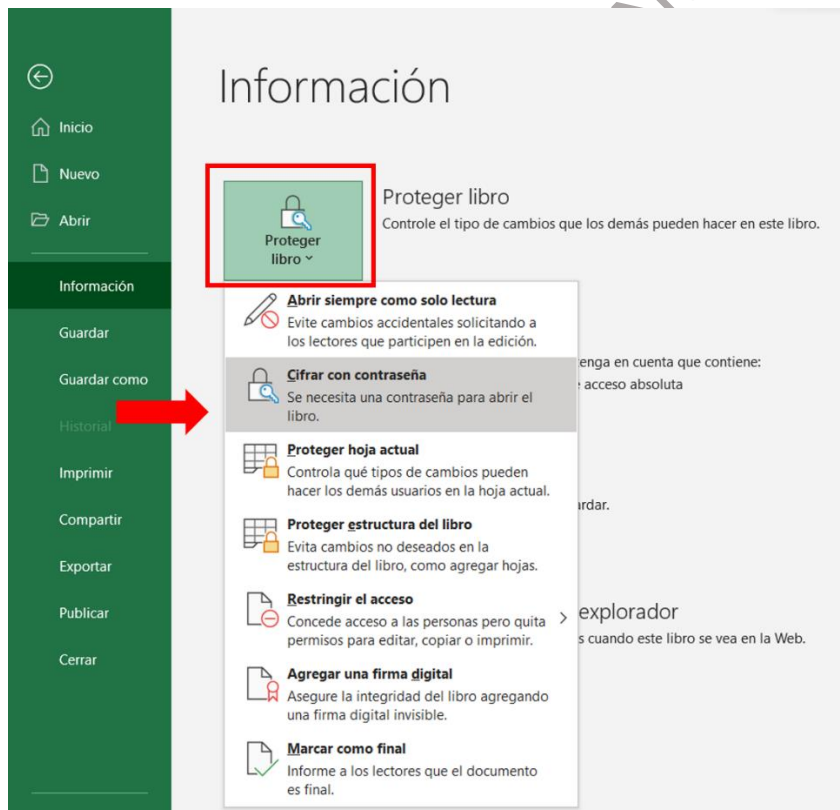 Información
Inicio
Nuevo
Abrir
Información
Guardar
Guardar como
Historial
Imprimir
Compartir
Exportar
Publicar
Cerrar
Proteger
libro
Proteger libro
Controle el tipo de cambios que los demás pueden hacer en este libro.
Abrir siempre como solo lectura
Evite cambios accidentales solicitando a
los lectores que participen en la edición.
Cifrar con contraseña
Se necesita una contraseña para abrir el
libro.
Proteger hoja actual
Controla qué tipos de cambios pueden
hacer los demás usuarios en la hoja actual.
Proteger estructura del libro
Evita cambios no deseados en la
estructura del libro, como agregar hojas.
Restringir el acceso
Concede acceso a las personas pero quita
permisos para editar, copiar o imprimir.
Agregar una firma digital
Asegure la integridad del libro agregando
una firma digital invisible.
Marcar como final
Informe a los lectores que el documento
es final.
enga en cuenta que contiene:
acceso absoluta
rdar.
explorador
s cuando este libro se vea en la Web.